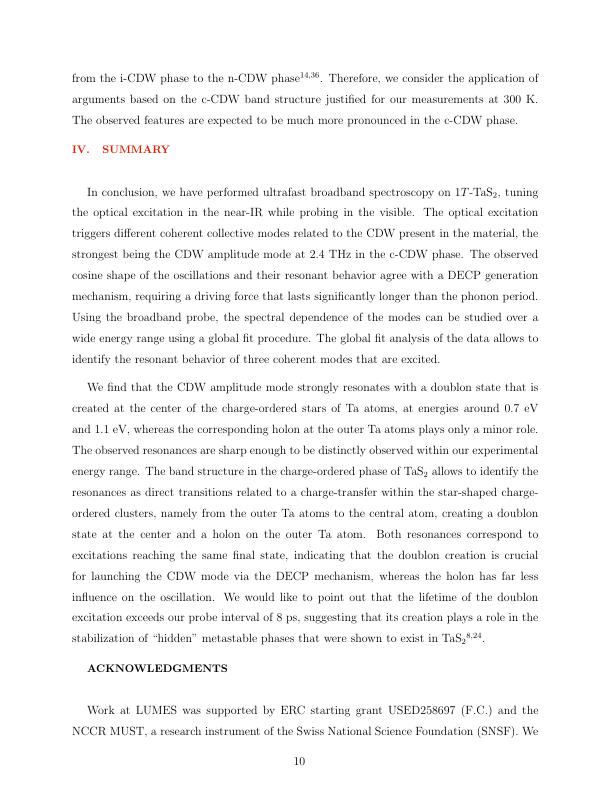 from the i-CDW phase to the n-CDW phase14,36. Therefore, we consider the application of
arguments based on the c-CDW band structure justified for our measurements at 300 K.
The observed features are expected to be much more pronounced in the c-CDW phase.
IV. SUMMARY
In conclusion, we have performed ultrafast broadband spectroscopy on 1T-TaS2, tuning
the optical excitation in the near-IR while probing in the visible. The optical excitation
triggers different coherent collective modes related to the CDW present in the material, the
strongest being the CDW amplitude mode at 2.4 THz in the c-CDW phase. The observed
cosine shape of the oscillations and their resonant behavior agree with a DECP generation
mechanism, requiring a driving force that lasts significantly longer than the phonon period.
Using the broadband probe, the spectral dependence of the modes can be studied over a
wide energy range using a global fit procedure. The global fit analysis of the data allows to
identify the resonant behavior of three coherent modes that are excited.
We find that the CDW amplitude mode strongly resonates with a doublon state that is
created at the center of the charge-ordered stars of Ta atoms, at energies around 0.7 eV
and 1.1 eV, whereas the corresponding holon at the outer Ta atoms plays only a minor role.
The observed resonances are sharp enough to be distinctly observed within our experimental
energy range. The band structure in the charge-ordered phase of TaS2 allows to identify the
resonances as direct transitions related to a charge-transfer within the star-shaped charge-
ordered clusters, namely from the outer Ta atoms to the central atom, creating a doublon
state at the center and a holon on the outer Ta atom. Both resonances correspond to
excitations reaching the same final state, indicating that the doublon creation is crucial
for launching the CDW mode via the DECP mechanism, whereas the holon has far less
influence on the oscillation. We would like to point out that the lifetime of the doublon
excitation exceeds our probe interval of 8 ps, suggesting that its creation plays a role in the
stabilization of “hidden” metastable phases that were shown to exist in TaS28,24.
ACKNOWLEDGMENTS
Work at LUMES was supported by ERC starting grant USED258697 (F.C.) and the
NCCR MUST, a research instrument of the Swiss National Science Foundation (SNSF). We
10